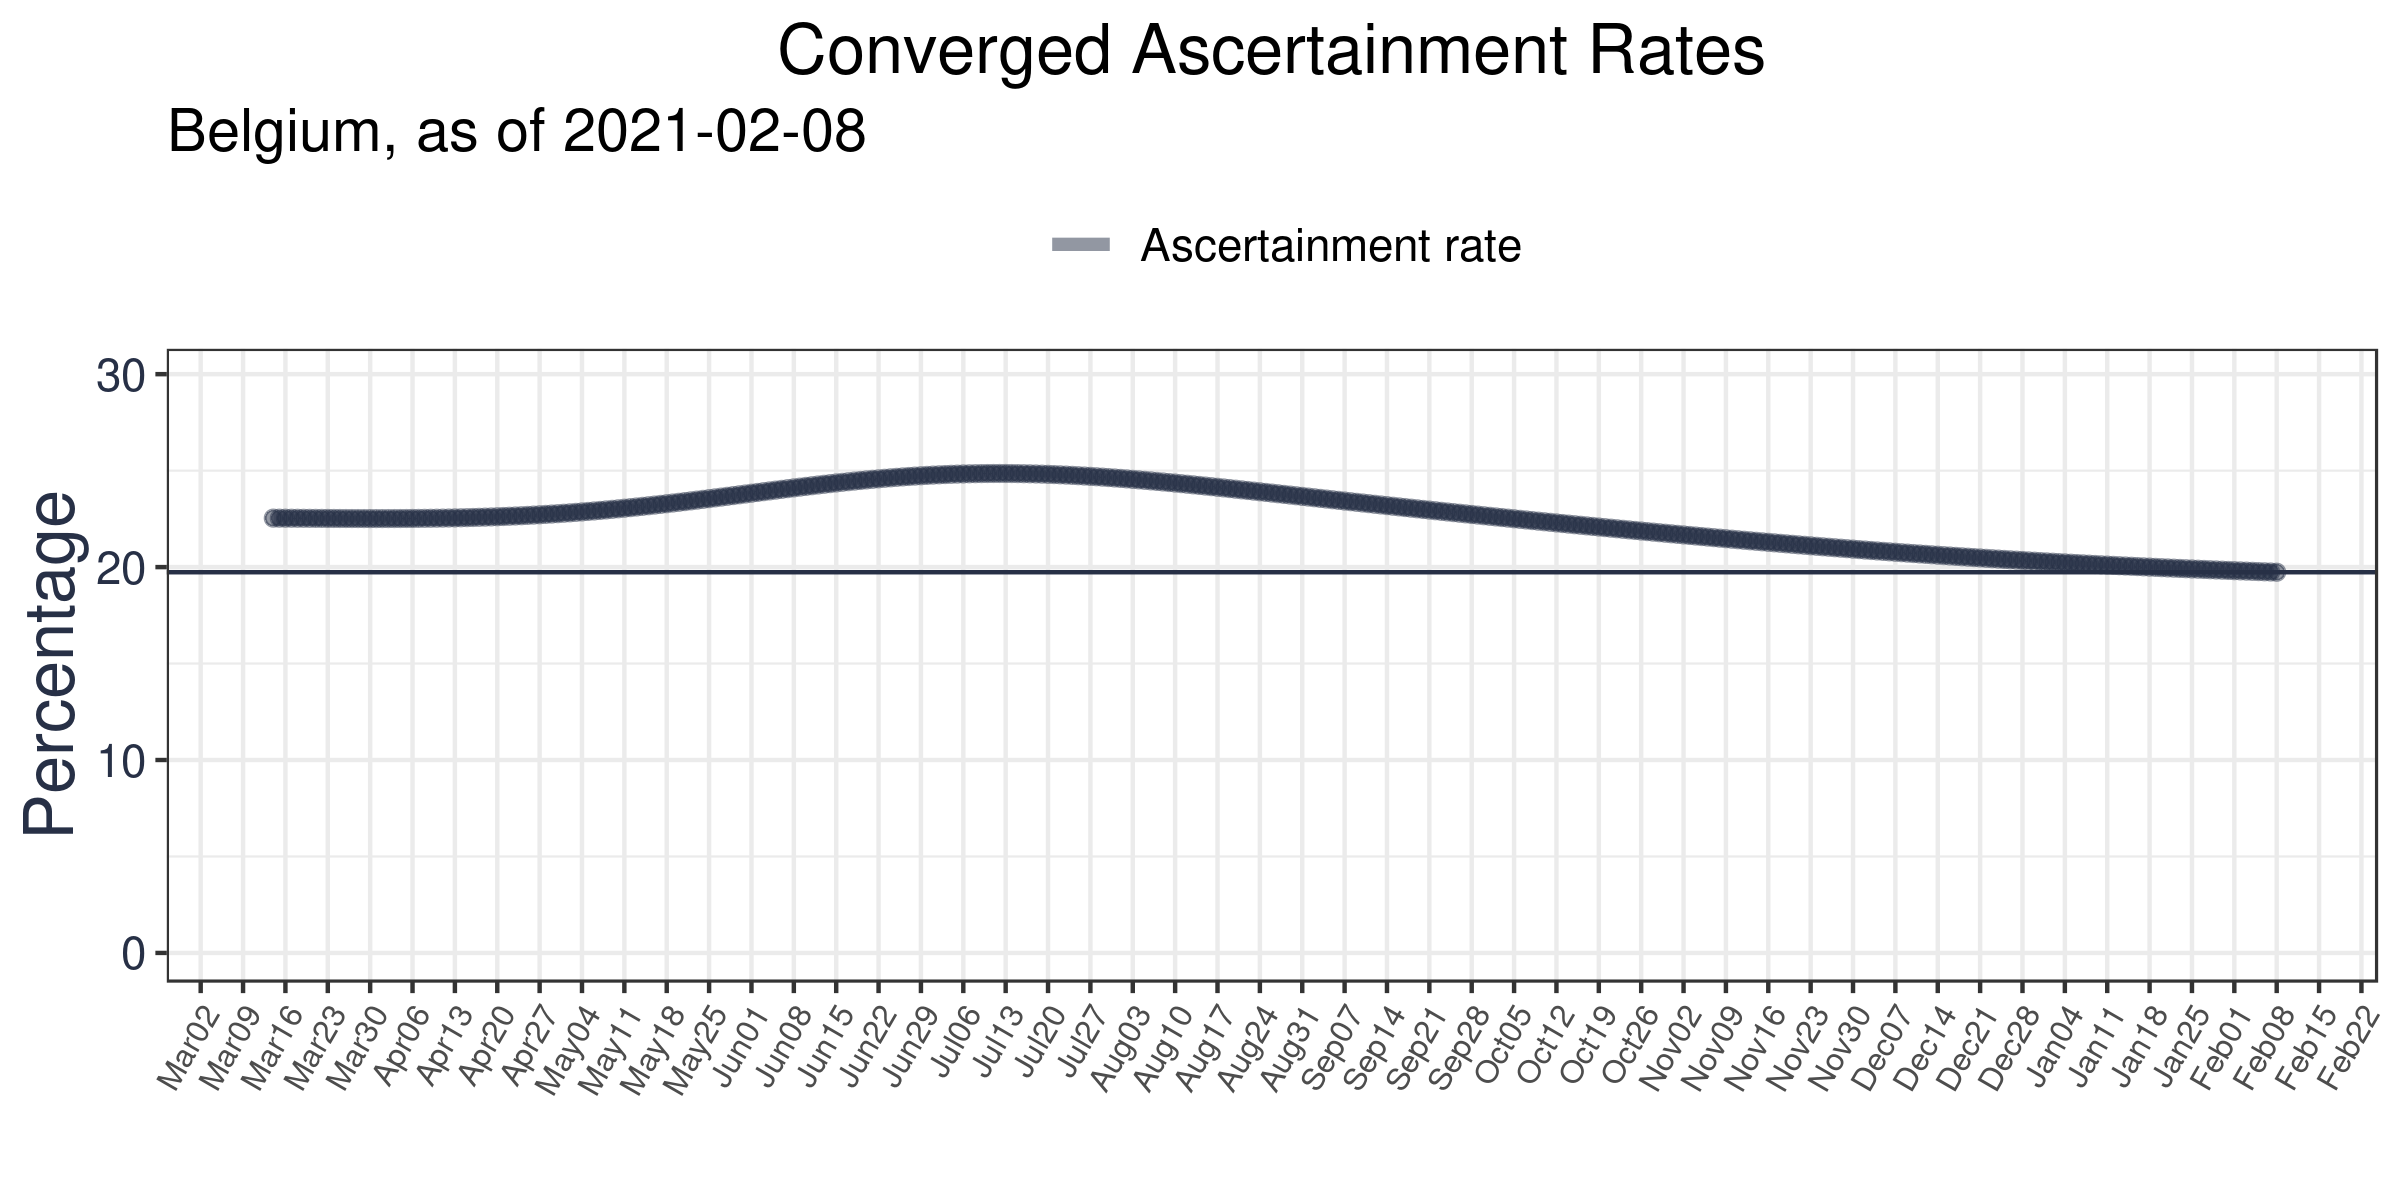 Converged Ascertainment Rates
Belgium, as of 2021-02-08
Ascertainment rate
Percentage
30
20
10
0
Mar02 Mar09 Mar16 Mar23 Mar30 Apr06 Apr13 Apr20 Apr27 May04 May11 May18 May25 Jun01 Jun08 Jun15 Jun22 Jun29 Jul06 Jul13 Jul20 Jul27 Aug03 Aug10 Aug17 Aug24 Aug31 Sep07 Sep14 Sep21 Sep28 Oct05 Oct12 Oct19 Oct26 Nov02 Nov09 Nov16 Nov23 Nov30 Dec07 Dec14 Dec21 Dec28 Jan04 Jan11 Jan18 Jan25 Feb01 Feb08 Feb15 Feb22